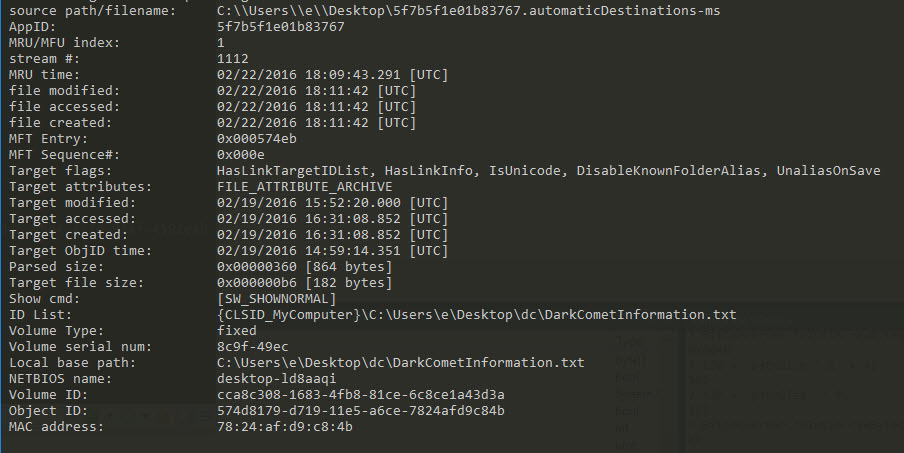 source path/filename: C:\\Users\\e\\Desktop\5f7b5f1e01b83767.automaticDestinations-ms
AppID: 5f7b5f1e01b83767
MRU/MFU index: 1
stream #: 1112
MRU time: 02/22/2016 18:09:43.291 [UTC]
file modified: 02/22/2016 18:11:42 [UTC]
file accessed: 02/22/2016 18:11:42 [UTC]
file created: 02/22/2016 18:11:42 [UTC]
MFT Entry: 0x000574eb
MFT Sequence#: 0x000e
Target flags: HasLinkTargetIDList, HasLinkInfo, IsUnicode, DisableKnownFolderAlias, UnaliasOnSave
Target attributes: FILE_ATTRIBUTE_ARCHIVE
Target modified: 02/19/2016 15:52:20.000 [UTC]
Target accessed: 02/19/2016 16:31:08.852 [UTC]
Target created: 02/19/2016 16:31:08.852 [UTC]
Target ObjID time: 02/19/2016 14:59:14.351 [UTC]
Parsed size: 0x00000360 [864 bytes]
Target file size: 0x000000b6 [182 bytes]
Show cmd: [SW_SHOWNORMAL]
ID List: {CLSID_MyComputer}\C:\Users\e\Desktop\dc\DarkCometInformation.txt
Volume Type: fixed
Volume serial num: 8c9f-49ec
Local base path: C:\Users\e\Desktop\dc\DarkCometInformation.txt
NETBIOS name: desktop-ld8aaqi
Volume ID: cca8c308-1683-4fb8-81ce-6c8ce1a43d3a
Object ID: 574d8179-d719-11e5-a6ce-7824afd9c84b
MAC address: 78:24:af:d9:c8:4b